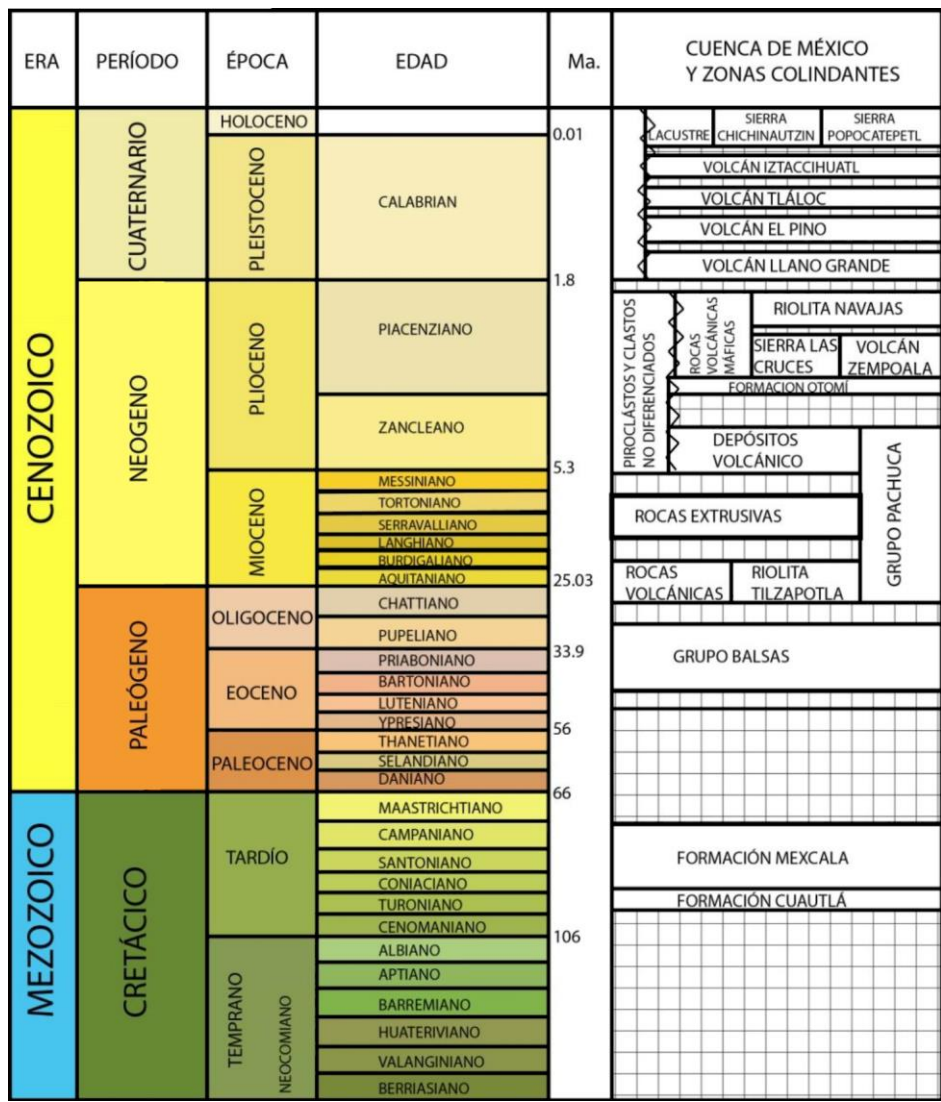 ERA
PERÍODO
ÉPOCA
EDAD
Ma.
CUENCA DE MÉXICO
Y ZONAS COLINDANTES
CENOZOICO
MEZOZOICO
CUATERNARIO
NEOGENO
PALEÓGENO
CRETÁCICO
HOLOCENO
PLEISTOCENO
PLIOCENO
MIOCENO
OLIGOCENO
EOCENO
PALEOCENO
TARDÍO
TEMPRANO
NEOCOMIANO
CALABRIAN
PIACENZIANO
ZANCLEANO
MESSINIANO
TORTONIANO
SERRAVALLIANO
LANGHIANO
BURDIGALIANO
AQUITANIANO
CHATTIANO
PUPELIANO
PRIABONIANO
BARTONIANO
LUTENIANO
YPRESIANO
THANETIANO
SELANDIANO
DANIANO
MAASTRICHTIANO
CAMPANIANO
SANTONIANO
CONIACIANO
TURONIANO
CENOMANIANO
ALBIANO
APTIANO
BARREMIANO
HUATERIVIANO
VALANGINIANO
BERRIASIANO
0.01
1.8
5.3
25.03
33.9
56
66
106
LACUSTRE
SIERRA
CHICHINAUTZIN
SIERRA
POPOCATEPETL
VOLCÁN IZTACCIHUATL
VOLCÁN TLÁLOC
VOLCÁN EL PINO
VOLCÁN LLANO GRANDE
PIROCLÁSTOS Y CLASTOS
NO DIFERENCIADOS
ROCAS
VOLCÁNICAS
MÁFICAS
RIOLITA NAVAJAS
SIERRA LAS
CRUCES
VOLCÁN
ZEMPOALA
FORMACION OTOMÍ
DEPÓSITOS
VOLCÁNICO
GRUPO PACHUCA
ROCAS EXTRUSIVAS
ROCAS
VOLCÁNICAS
RIOLITA
TILZAPOTLA
GRUPO BALSAS
FORMACIÓN MEXCALA
FORMACIÓN CUAUTLÁ